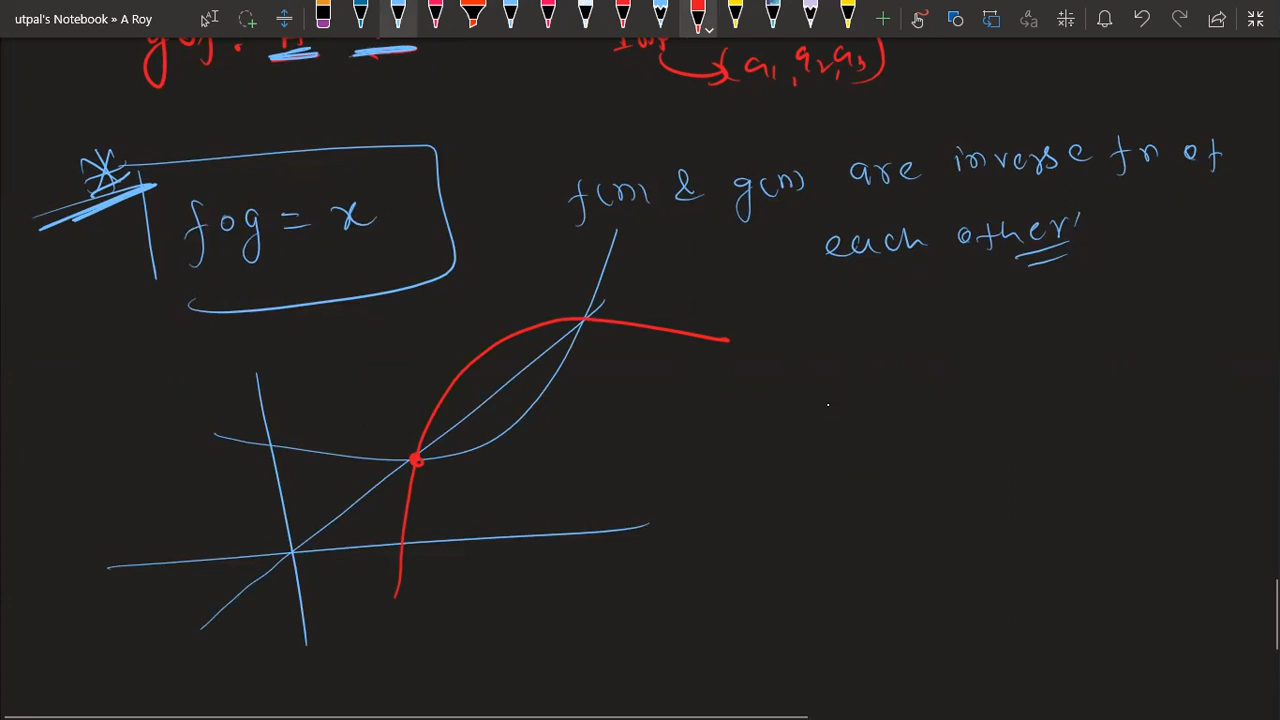 utpal's Notebook » A Roy
(a1, a2, a3)
f(n) & g(n) are inverse fn of
each other
fog = x